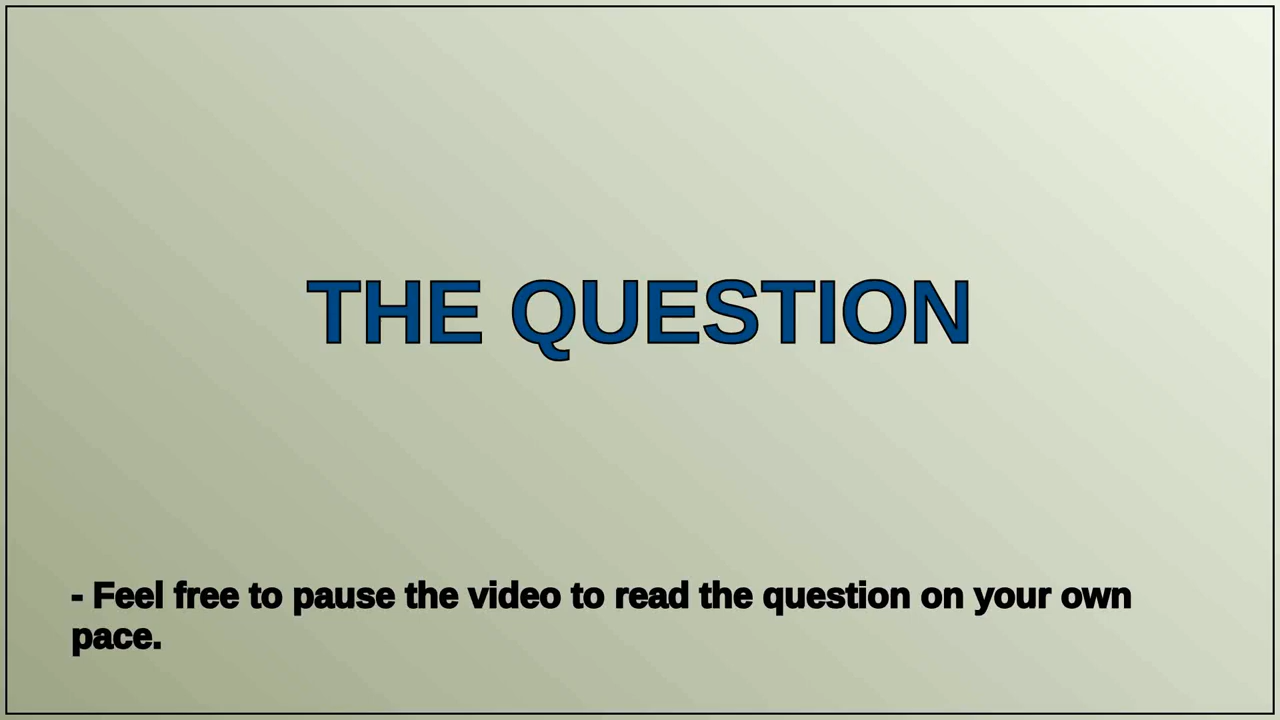 THE QUESTION
- Feel free to pause the video to read the question on your own
pace.